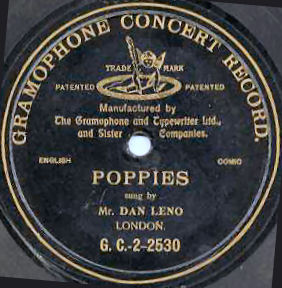 GRAMOPHONE CONCERT RECORD.
TRADE MARK
PATENTED PATENTED
Manufactured by
The Gramophone and Typewriter Ltd.,
and Sister Companies.
ENGLISH COMIC
POPPIES
sung by
Mr. DAN LENO
LONDON.
G. C.-2-2530